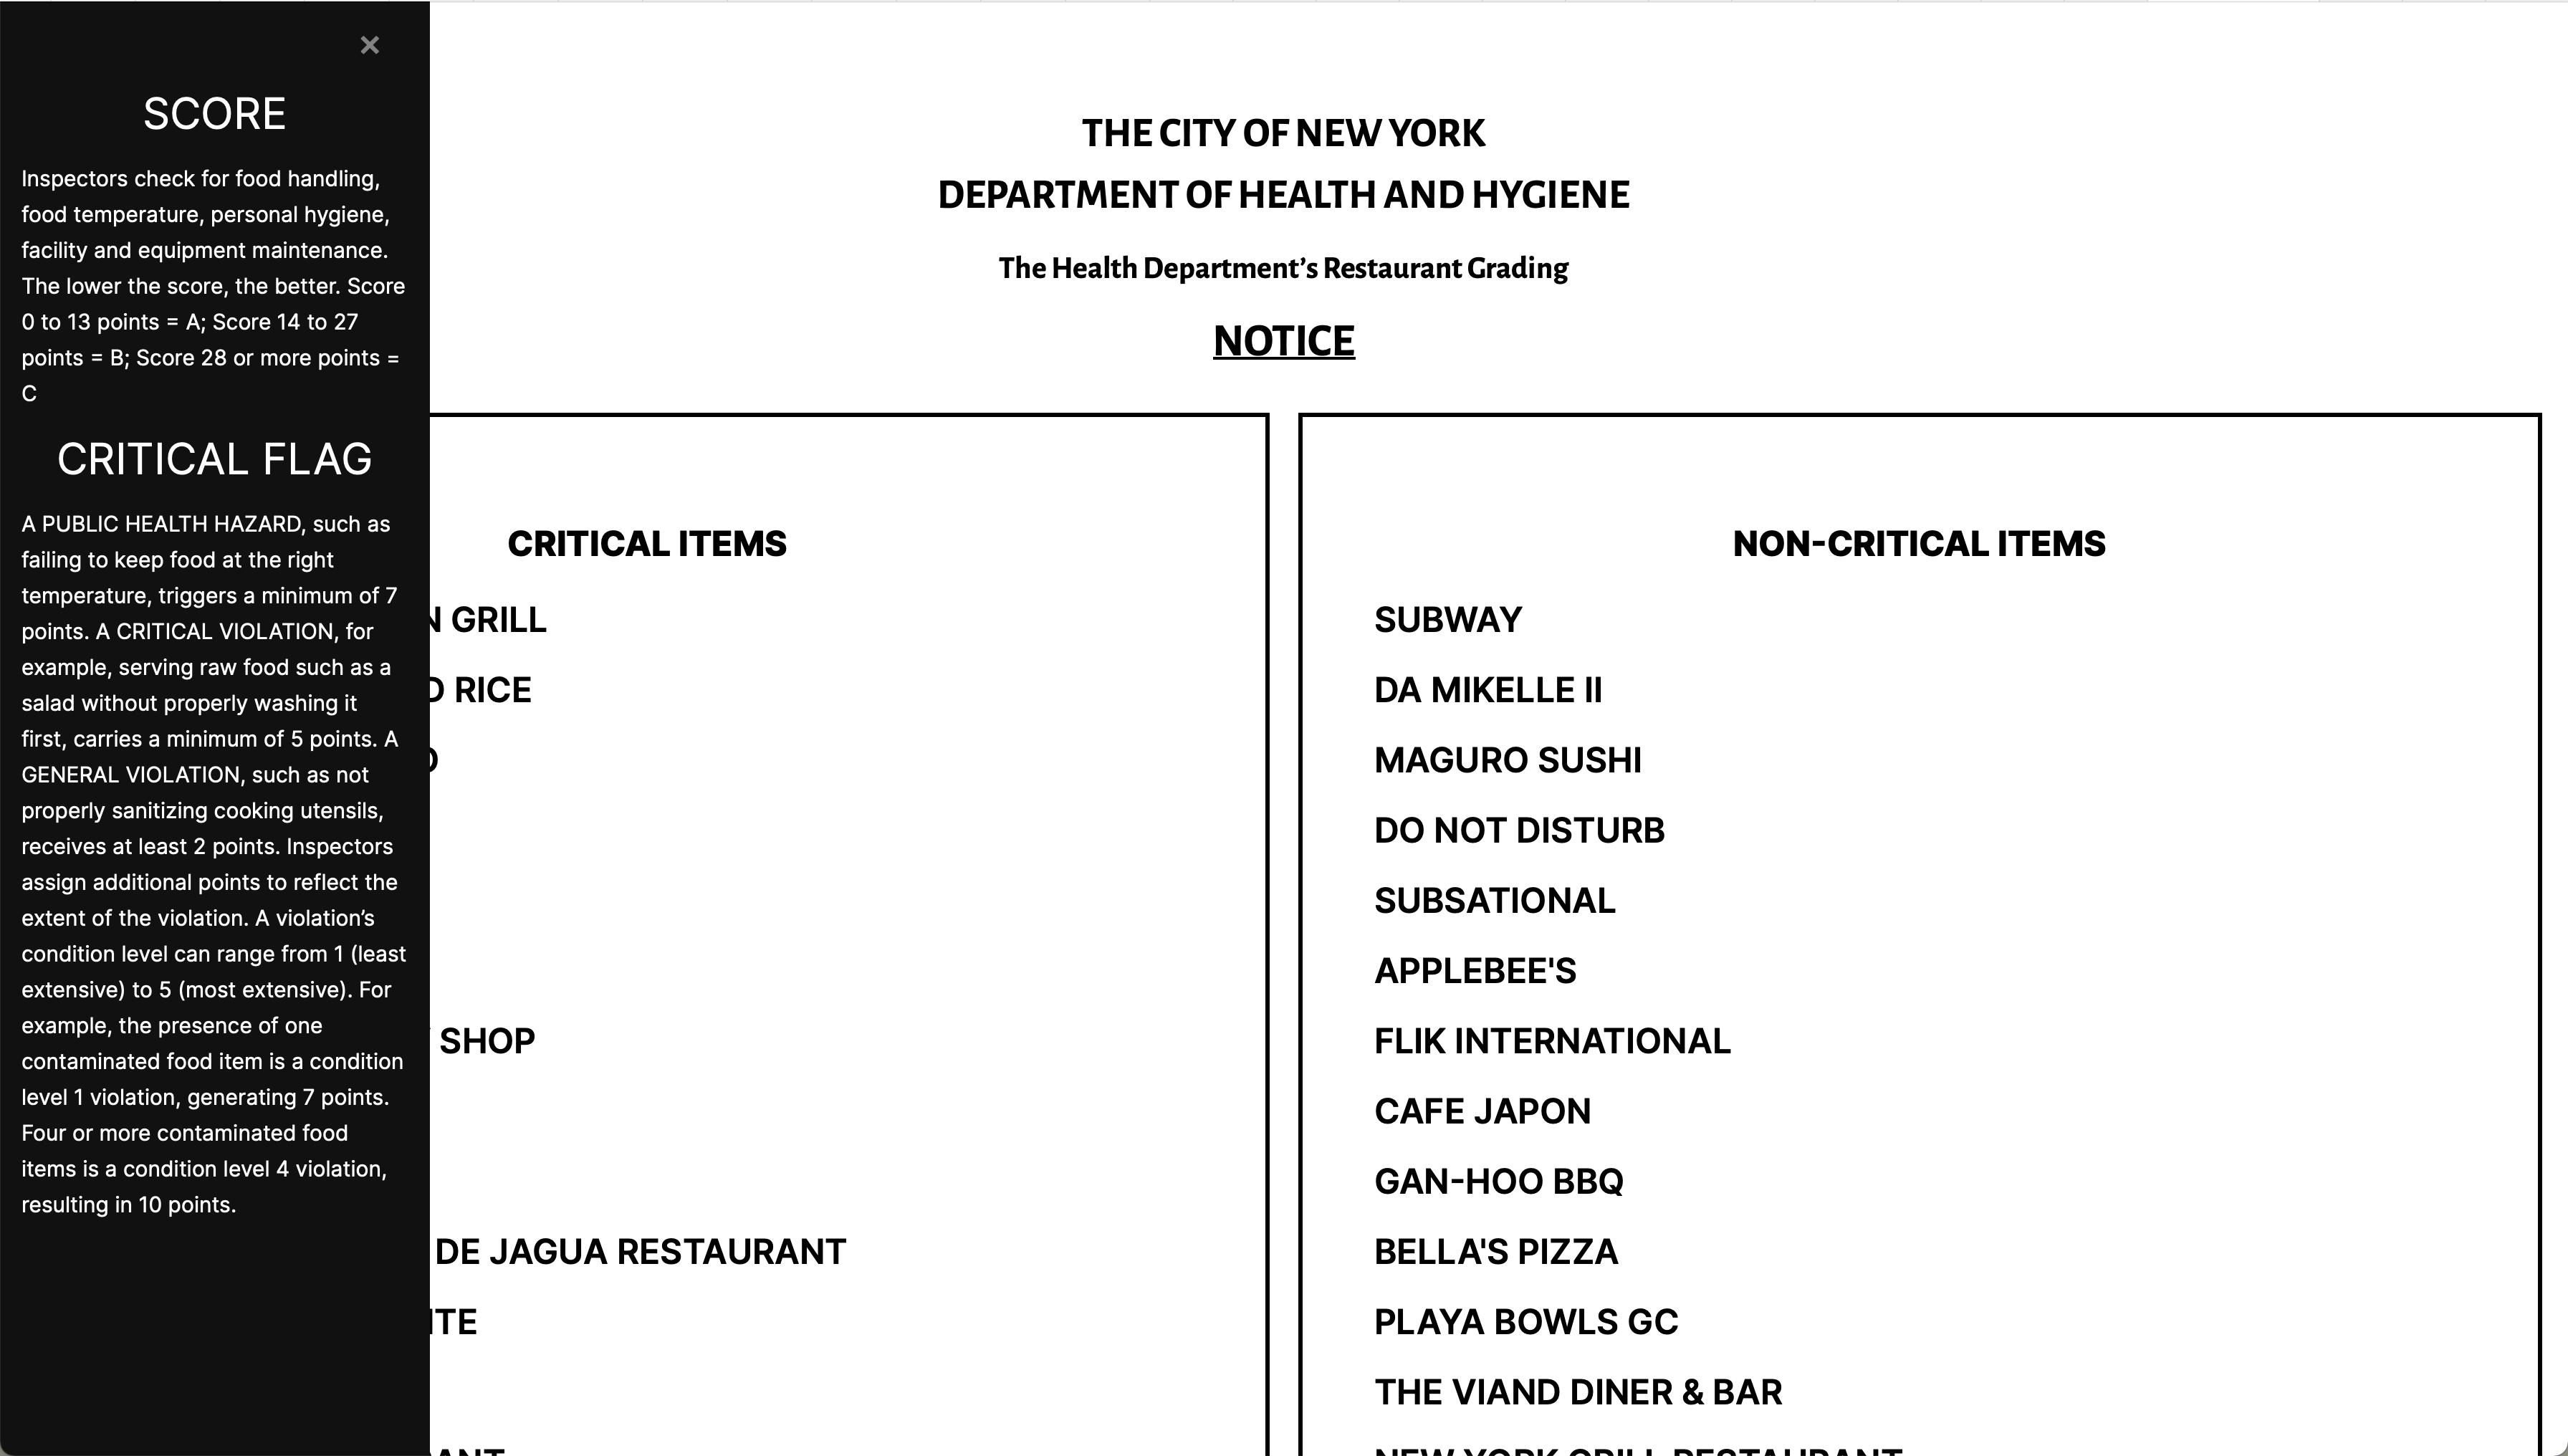 ×
SCORE
Inspectors check for food handling,
food temperature, personal hygiene,
facility and equipment maintenance.
The lower the score, the better. Score
0 to 13 points = A; Score 14 to 27
points = B; Score 28 or more points =
C
CRITICAL FLAG
A PUBLIC HEALTH HAZARD, such as
failing to keep food at the right
temperature, triggers a minimum of 7
points. A CRITICAL VIOLATION, for
example, serving raw food such as a
salad without properly washing it
first, carries a minimum of 5 points. A
GENERAL VIOLATION, such as not
properly sanitizing cooking utensils,
receives at least 2 points. Inspectors
assign additional points to reflect the
extent of the violation. A violation’s
condition level can range from 1 (least
extensive) to 5 (most extensive). For
example, the presence of one
contaminated food item is a condition
level 1 violation, generating 7 points.
Four or more contaminated food
items is a condition level 4 violation,
resulting in 10 points.
THE CITY OF NEW YORK
DEPARTMENT OF HEALTH AND HYGIENE
The Health Department’s Restaurant Grading
NOTICE
CRITICAL ITEMS
GRILL
RICE
SHOP
DE JAGUA RESTAURANT
NON-CRITICAL ITEMS
SUBWAY
DA MIKELLE II
MAGURO SUSHI
DO NOT DISTURB
SUBSATIONAL
APPLEBEE'S
FLIK INTERNATIONAL
CAFE JAPON
GAN-HOO BBQ
BELLA'S PIZZA
PLAYA BOWLS GC
THE VIAND DINER & BAR
NEW YORK GRILL RESTAURANT